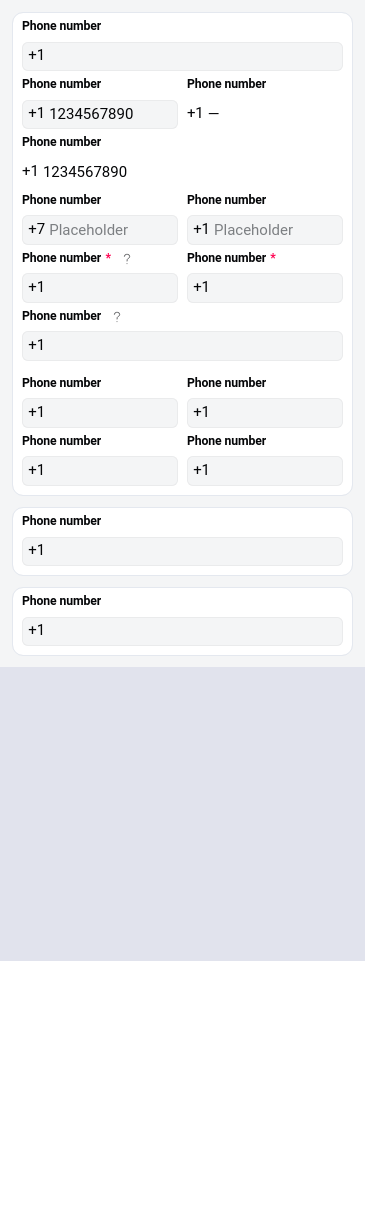 Phone number
+1
Phone number Phone number
+1 1234567890 +1 —
Phone number
+1 1234567890
Phone number Phone number
+7 Placeholder +1 Placeholder
Phone number * ? Phone number *
+1 +1
Phone number ?
+1
Phone number Phone number
+1 +1
Phone number Phone number
+1 +1
Phone number
+1
Phone number
+1